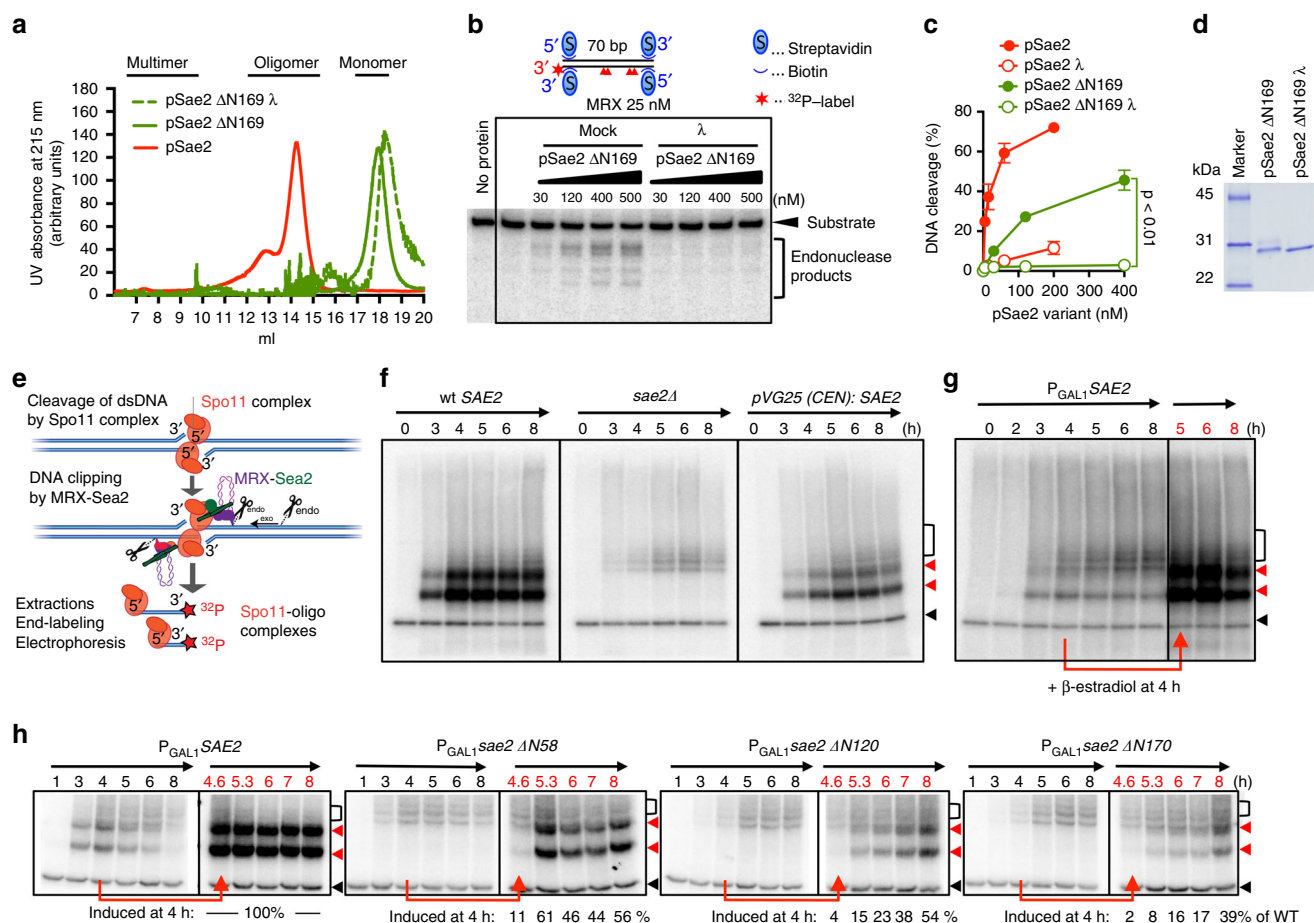 a
Multimer Oligomer Monomer
pSae2 ΔN169 λ
pSae2 ΔN169
pSae2
UV absorbance at 215 nm
(arbitrary units)
180
160
140
120
100
80
60
40
20
0
7 8 9 10 11 12 13 14 15 16 17 18 19 20
ml
b
5′ S 70 bp S 3′
3′
3′ S S 5′
MRX 25 nM
S ... Streptavidin
... Biotin
.. ³²P–label
No protein
Mock λ
pSae2 ΔN169 pSae2 ΔN169
30 120 400 500 30 120 400 500 (nM)
Substrate
Endonuclease
products
c
pSae2
pSae2 λ
pSae2 ΔN169
pSae2 ΔN169 λ
DNA cleavage (%)
80
60
40
20
0
0 100 200 300 400
pSae2 variant (nM)
p < 0.01
d
kDa Marker pSae2 ΔN169 pSae2 ΔN169 λ
45
31
22
e
Cleavage of dsDNA
by Spo11 complex
Spo11 complex
3′ 5′
5′ 3′
DNA clipping
by MRX-Sea2
MRX-Sea2
endo exo endo
3′
Extractions
End-labeling
Electrophoresis
5′ 3′ ³²P
5′ 3′ ³²P
Spo11-oligo
complexes
f
wt SAE2 sae2Δ pVG25 (CEN): SAE2
0 3 4 5 6 8 0 3 4 5 6 8 0 3 4 5 6 8 (h)
g
P GAL1 SAE2
0 2 3 4 5 6 8 5 6 8 (h)
+ β-estradiol at 4 h
h
P GAL1 SAE2 P GAL1 sae2 ΔN58 P GAL1 sae2 ΔN120 P GAL1 sae2 ΔN170
1 3 4 5 6 8 4.6 5.3 6 7 8 1 3 4 5 6 8 4.6 5.3 6 7 8 1 3 4 5 6 8 4.6 5.3 6 7 8 1 3 4 5 6 8 4.6 5.3 6 7 8 (h)
Induced at 4 h: 100% Induced at 4 h: 11 61 46 44 56 % Induced at 4 h: 4 15 23 38 54 % Induced at 4 h: 2 8 16 17 39% of WT